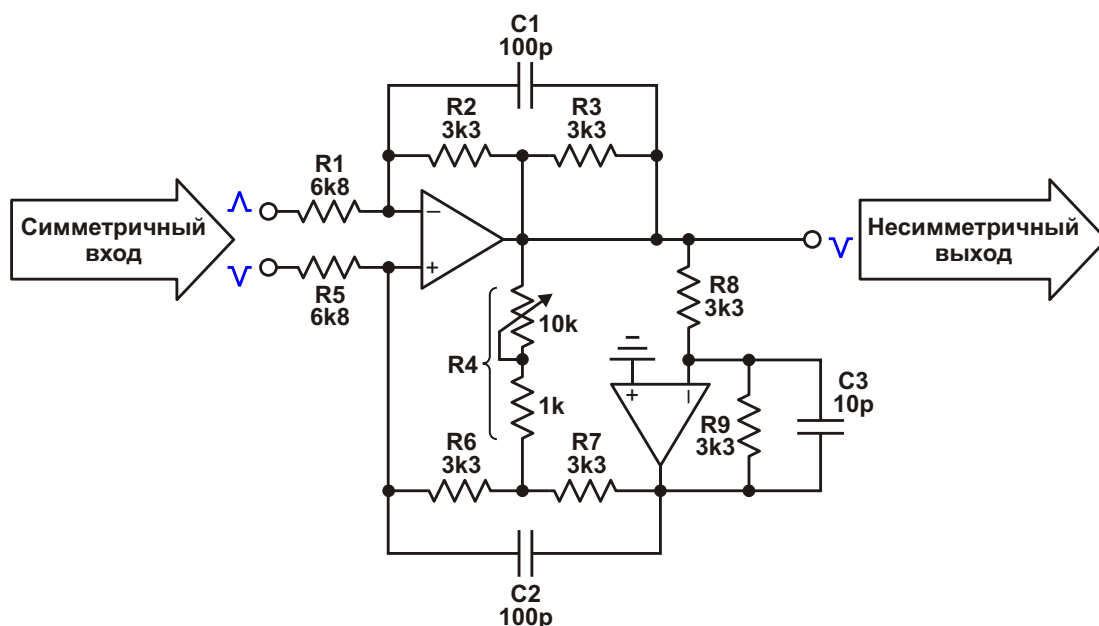 C1
100p
R2
3k3
R3
3k3
R1
6k8
Симметричный
вход
−
+
R5
6k8
Несимметричный
выход
R8
3k3
10k
R4
1k
+
−
R9
3k3
C3
10p
R6
3k3
R7
3k3
C2
100p